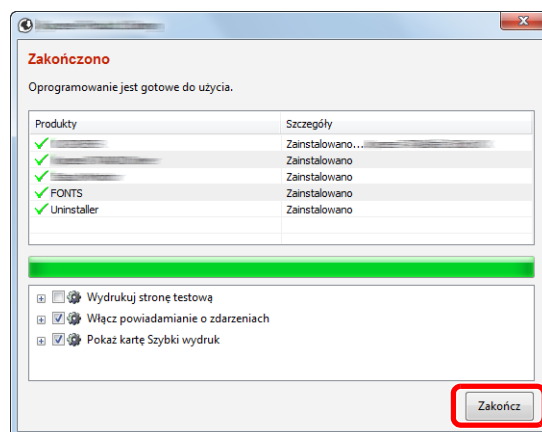 Zakończono
Oprogramowanie jest gotowe do użycia.
Produkty Szczegóły
Zainstalowano...
Zainstalowano
Zainstalowano
FONTS Zainstalowano
Uninstaller Zainstalowano
Wydrukuj stronę testową
Włącz powiadamianie o zdarzeniach
Pokaż kartę Szybki wydruk
Zakończ